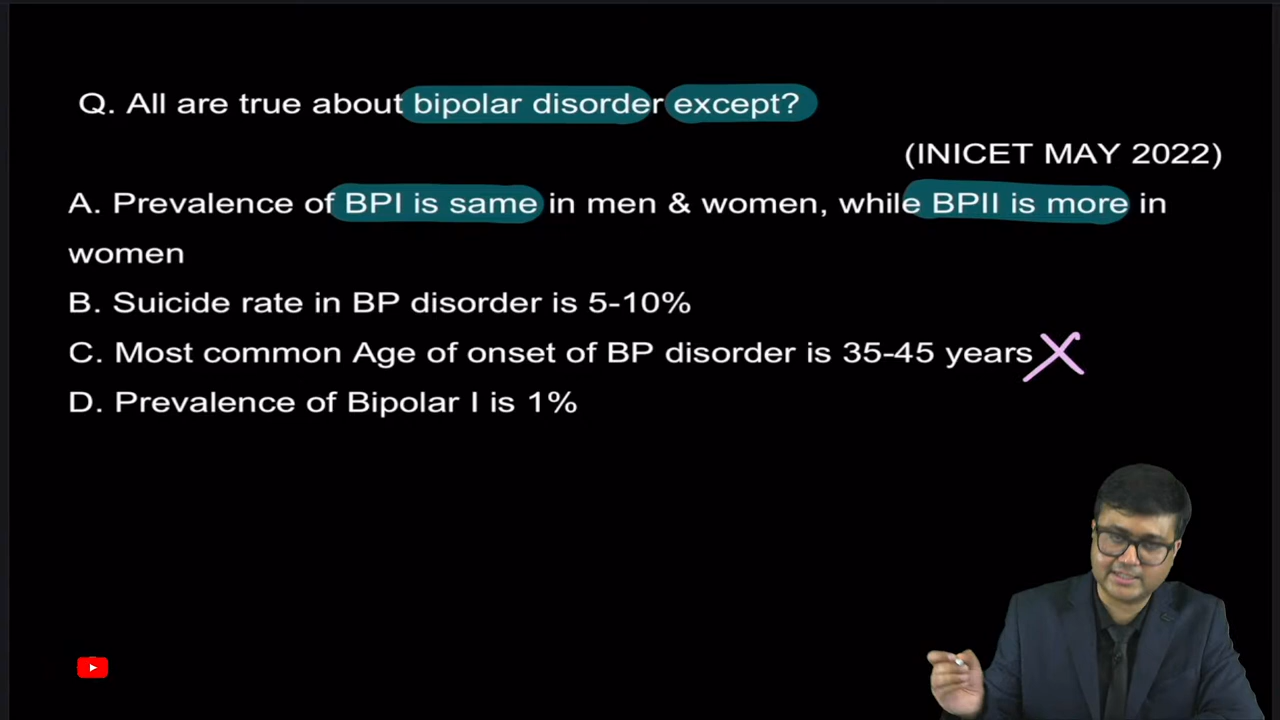 Q. All are true about bipolar disorder except?
(INICET MAY 2022)
A. Prevalence of BPI is same in men & women, while BPII is more in
women
B. Suicide rate in BP disorder is 5-10%
C. Most common Age of onset of BP disorder is 35-45 years
D. Prevalence of Bipolar I is 1%